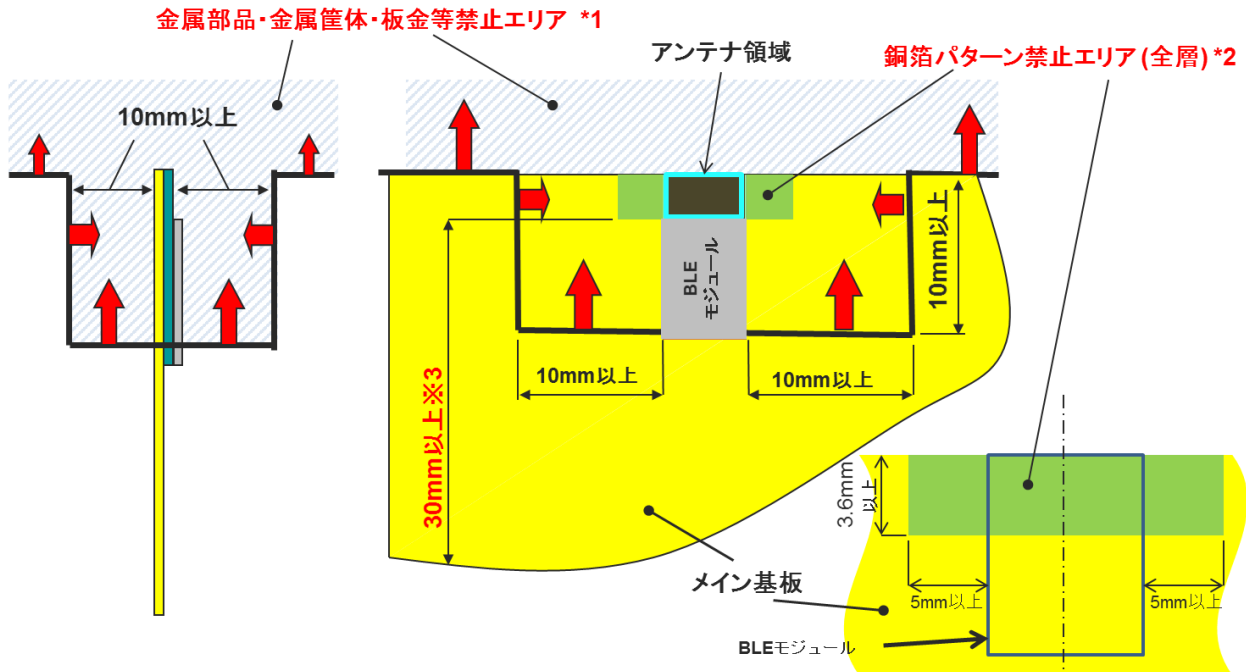 金属部品・金属筐体・板金等禁止エリア *1
アンテナ領域
銅箔パターン禁止エリア(全層)*2
10mm以上
BLE
モジュール
10mm以上
10mm以上
10mm以上
30mm以上※3
3.6mm
以上
5mm以上
5mm以上
メイン基板
BLEモジュール